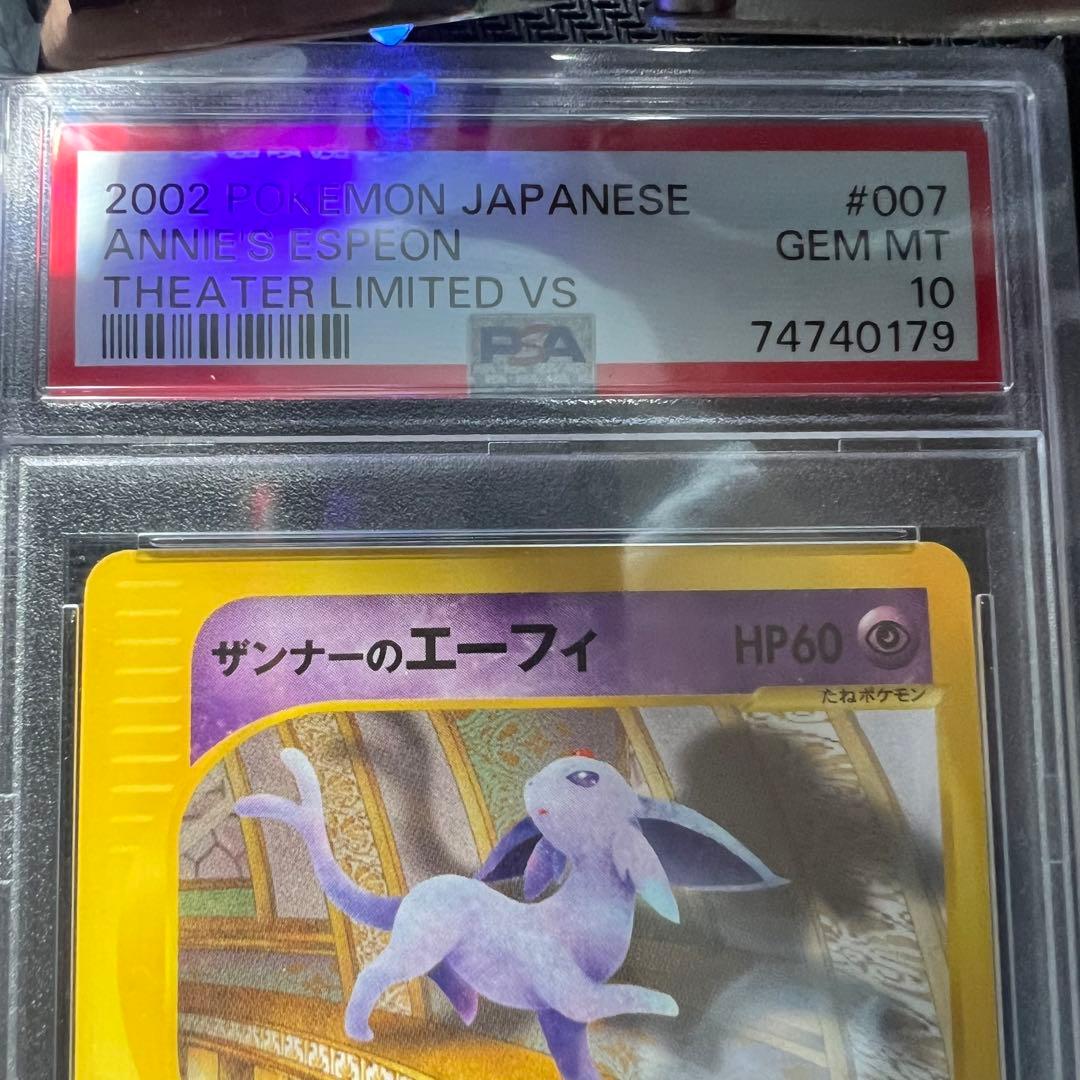 2002 POKEMON JAPANESE #007
ANNIE'S ESPEON GEM MT
THEATER LIMITED VS 10
74740179
PSA
ザンナーのエーフィ HP60
たねポケモン